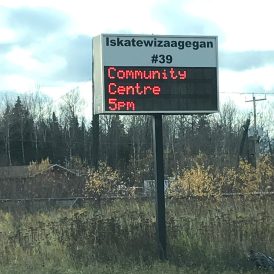 Iskatewizaagegan
#39
Community
Centre
5pm